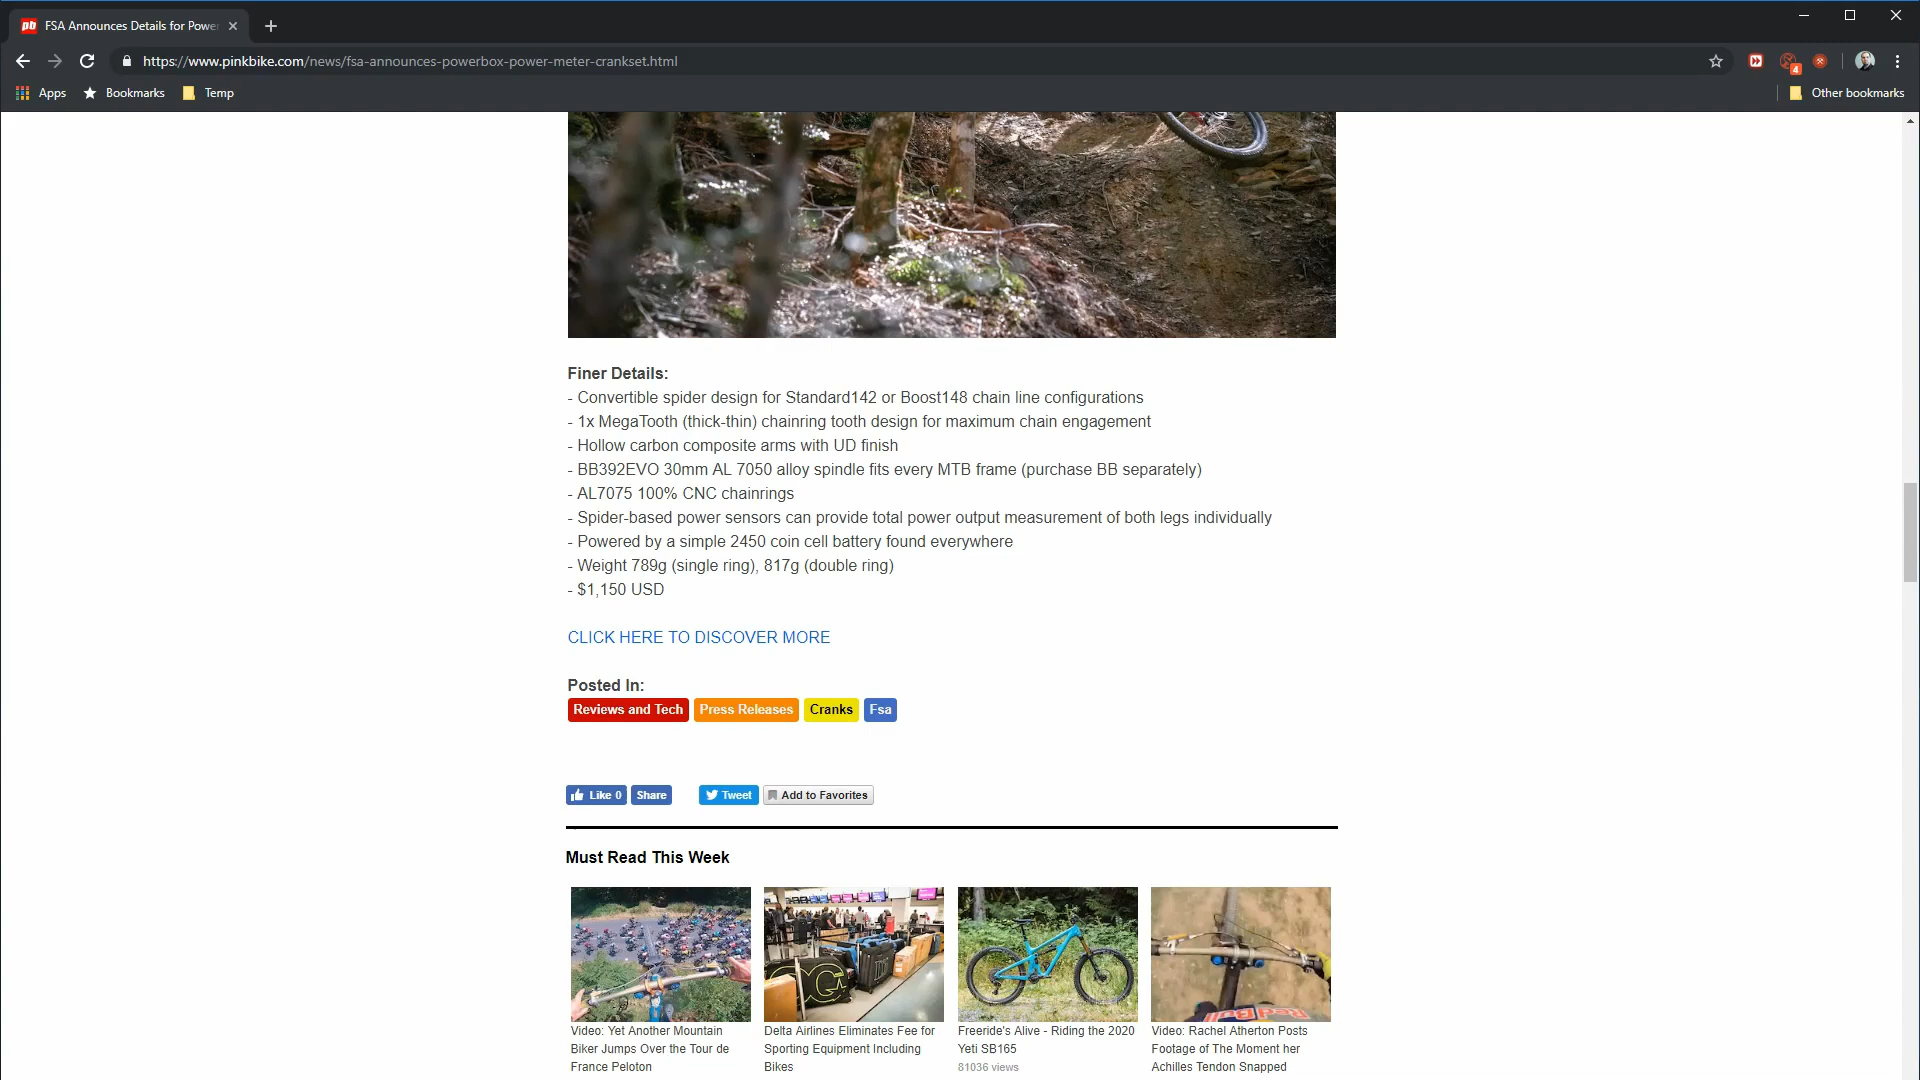 pb FSA Announces Details for Powe
https://www.pinkbike.com/news/fsa-announces-powerbox-power-meter-crankset.html
4
Apps Bookmarks Temp Other bookmarks
Finer Details:
- Convertible spider design for Standard142 or Boost148 chain line configurations
- 1x MegaTooth (thick-thin) chainring tooth design for maximum chain engagement
- Hollow carbon composite arms with UD finish
- BB392EVO 30mm AL 7050 alloy spindle fits every MTB frame (purchase BB separately)
- AL7075 100% CNC chainrings
- Spider-based power sensors can provide total power output measurement of both legs individually
- Powered by a simple 2450 coin cell battery found everywhere
- Weight 789g (single ring), 817g (double ring)
- $1,150 USD
CLICK HERE TO DISCOVER MORE
Posted In:
Reviews and Tech Press Releases Cranks Fsa
Like 0 Share Tweet Add to Favorites
Must Read This Week
Red Bull
Video: Yet Another Mountain
Biker Jumps Over the Tour de
France Peloton
Delta Airlines Eliminates Fee for
Sporting Equipment Including
Bikes
Freeride's Alive - Riding the 2020
Yeti SB165
81036 views
Video: Rachel Atherton Posts
Footage of The Moment her
Achilles Tendon Snapped